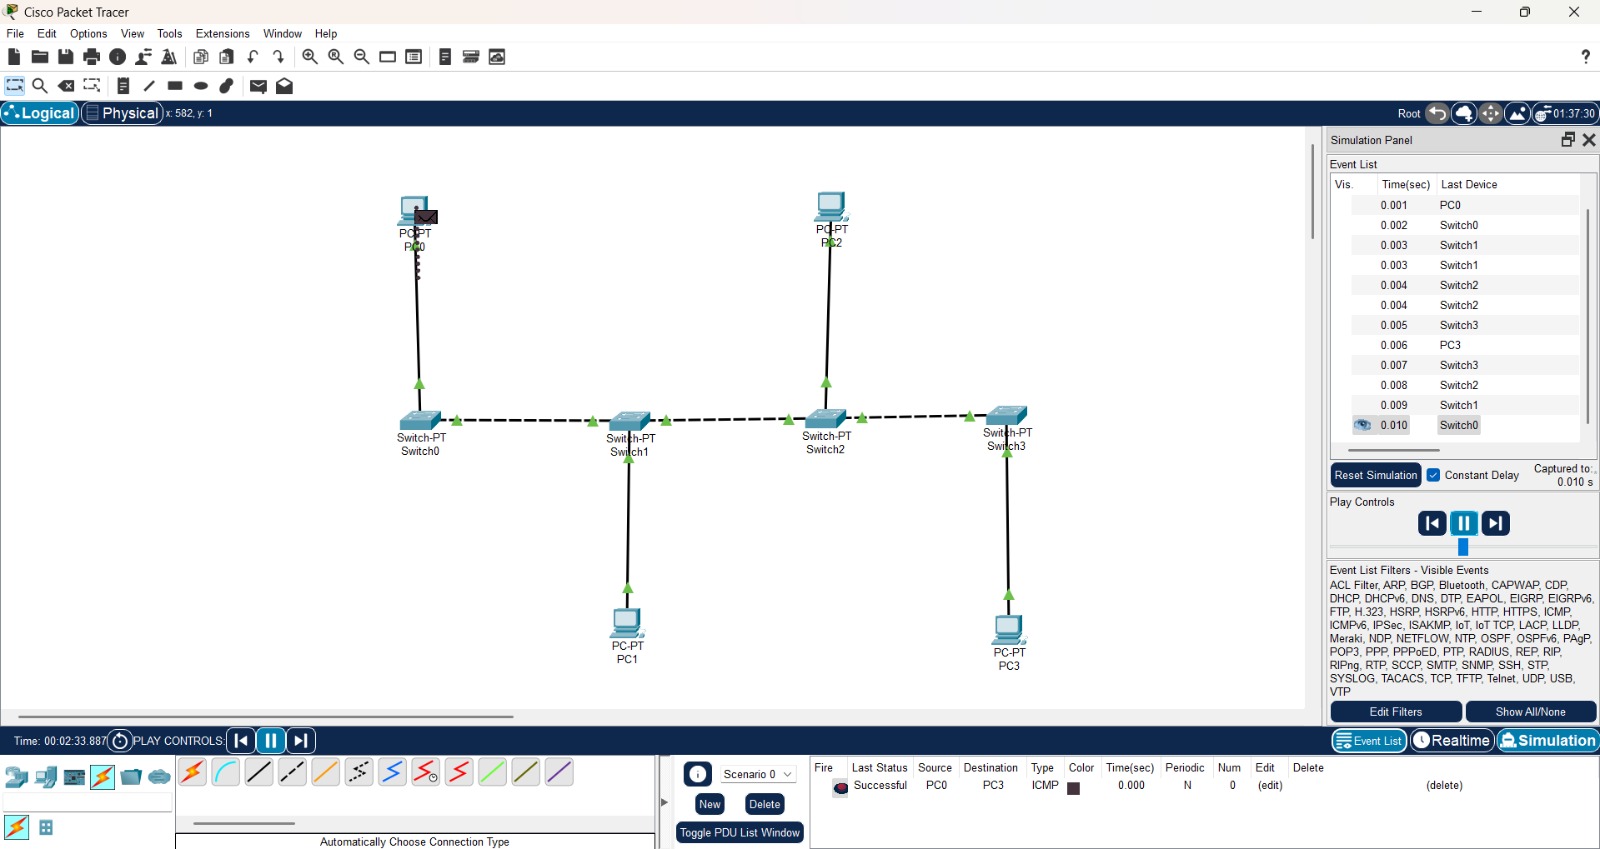 Cisco Packet Tracer
File Edit Options View Tools Extensions Window Help
?
Logical Physical x: 582, y: 1 Root 01:37:30
PC-PT
PC0
PC-PT
PC2
Switch-PT
Switch0
Switch-PT
Switch1
Switch-PT
Switch2
Switch-PT
Switch3
PC-PT
PC1
PC-PT
PC3
Simulation Panel
Event List
Vis. Time(sec) Last Device
0.001 PC0
0.002 Switch0
0.003 Switch1
0.003 Switch1
0.004 Switch2
0.004 Switch2
0.005 Switch3
0.006 PC3
0.007 Switch3
0.008 Switch2
0.009 Switch1
0.010 Switch0
Reset Simulation Constant Delay Captured to:
0.010 s
Play Controls
Event List Filters - Visible Events
ACL Filter, ARP, BGP, Bluetooth, CAPWAP, CDP,
DHCP, DHCPv6, DNS, DTP, EAPOL, EIGRP, EIGRPv6,
FTP, H.323, HSRP, HSRPv6, HTTP, HTTPS, ICMP,
ICMPv6, IPSec, ISAKMP, IoT, IoT TCP, LACP, LLDP,
Meraki, NDP, NETFLOW, NTP, OSPF, OSPFv6, PAgP,
POP3, PPP, PPPoED, PTP, RADIUS, REP, RIP,
RIPng, RTP, SCCP, SMTP, SNMP, SSH, STP,
SYSLOG, TACACS, TCP, TFTP, Telnet, UDP, USB,
VTP
Edit Filters Show All/None
Time: 00:02:33.887 PLAY CONTROLS: Event List Realtime Simulation
Automatically Choose Connection Type
Scenario 0
New Delete
Toggle PDU List Window
Fire Last Status Source Destination Type Color Time(sec) Periodic Num Edit Delete
Successful PC0 PC3 ICMP 0.000 N 0 (edit) (delete)